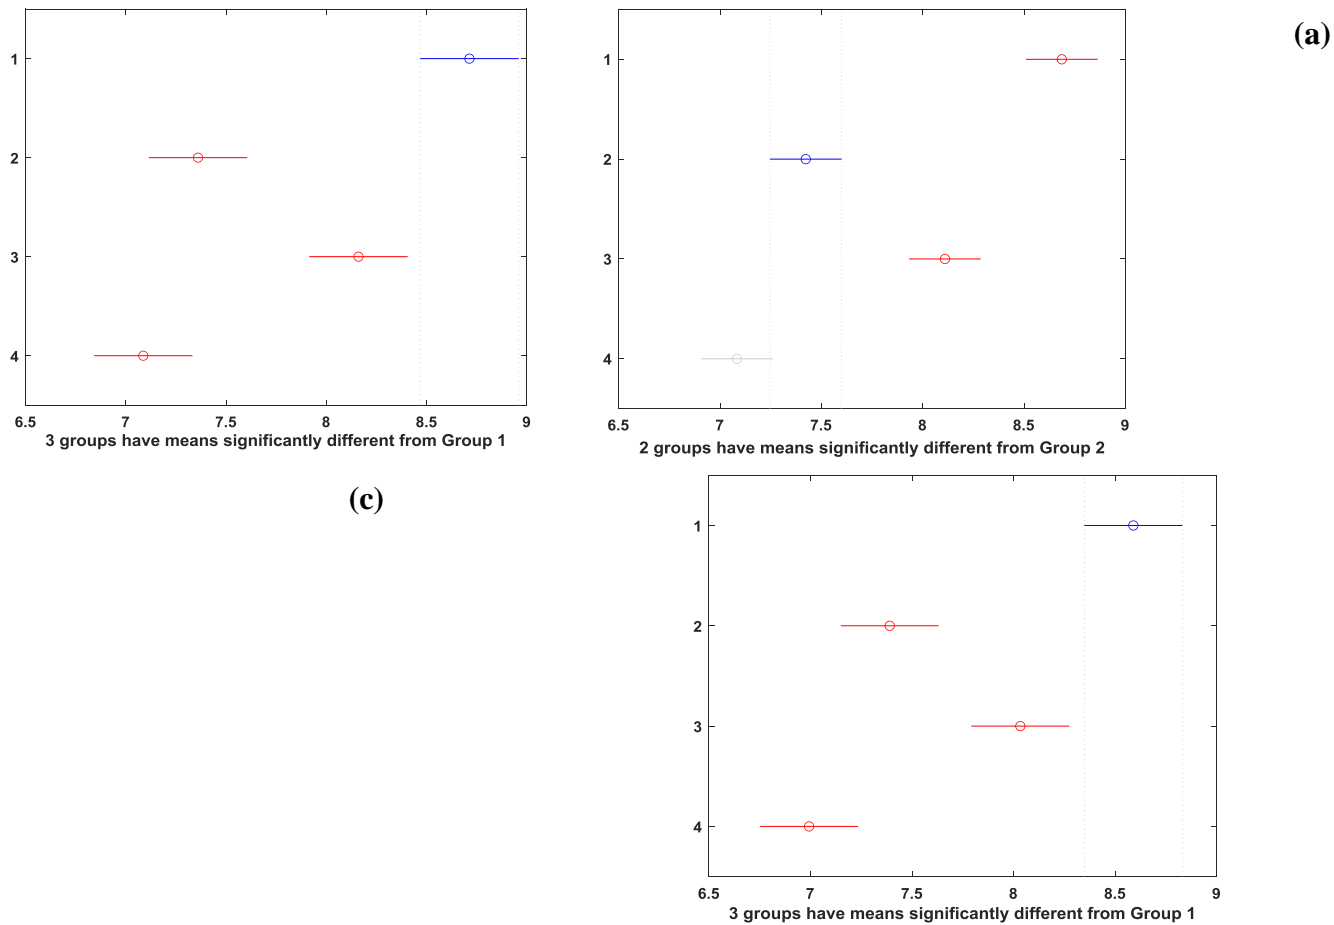 1
2
3
4
6.5 7 7.5 8 8.5 9
3 groups have means significantly different from Group 1
1
2
3
4
6.5 7 7.5 8 8.5 9
2 groups have means significantly different from Group 2
(a)
(c)
1
2
3
4
6.5 7 7.5 8 8.5 9
3 groups have means significantly different from Group 1